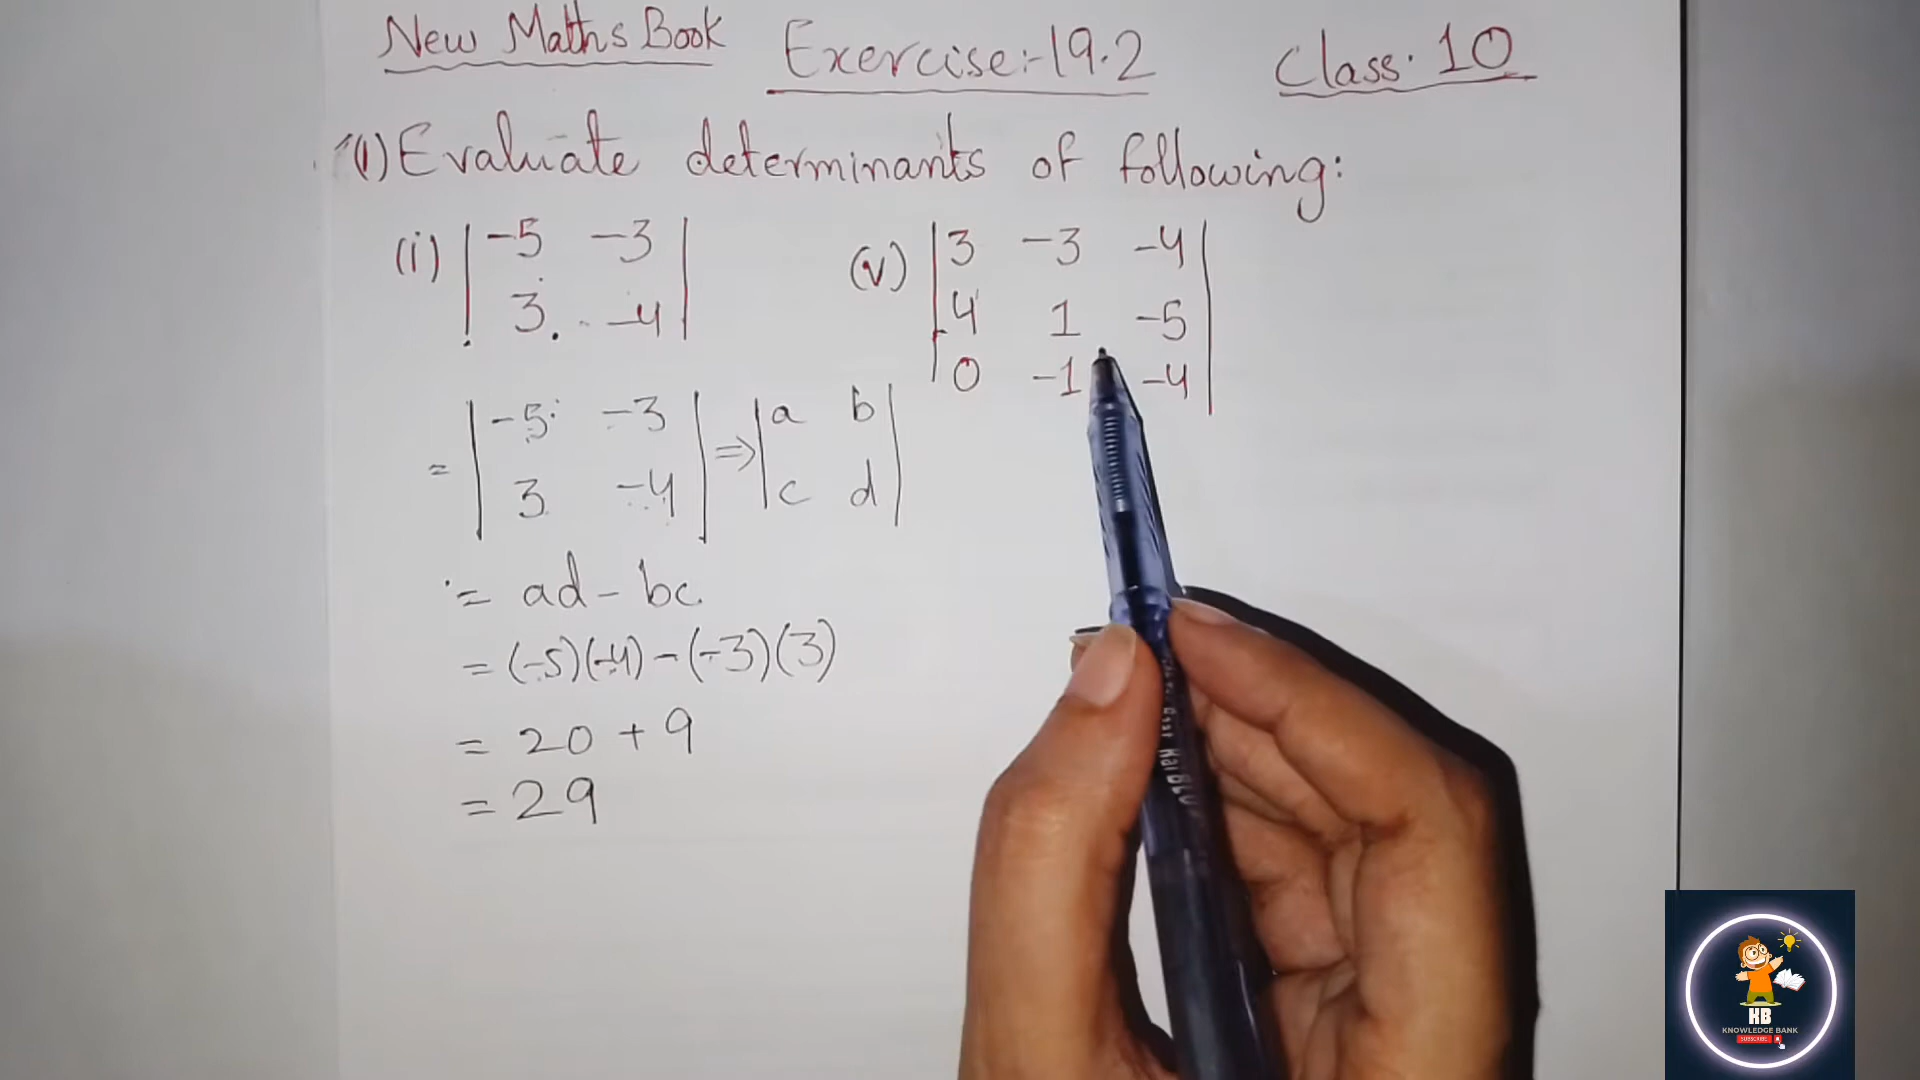 New Maths Book Exercise:-19.2 Class. 10
(1) Evaluate determinants of following:
(i) | -5 -3 |
| 3 -4 |
= | -5 -3 | ⇒ | a b |
| 3 -4 | | c d |
= ad - bc
= (-5)(-4) - (-3)(3)
= 20 + 9
= 29
(v) | 3 -3 -4 |
| 4 1 -5 |
| 0 -1 -4 |
KB
KNOWLEDGE BANK
SUBSCRIBE